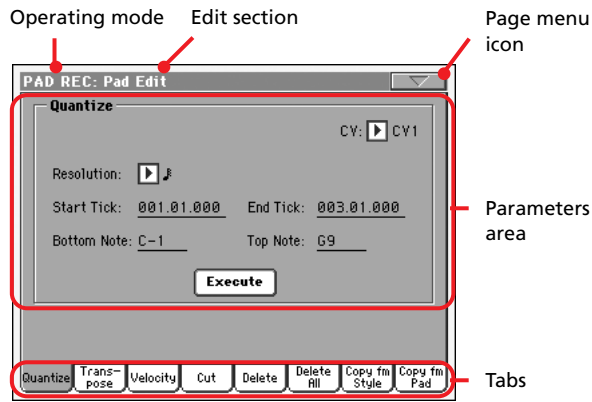 Operating mode Edit section Page menu
icon
PAD REC: Pad Edit
Quantize
CV: CV1
Resolution:
Start Tick: 001.01.000 End Tick: 003.01.000
Bottom Note: C-1 Top Note: G9
Execute
Parameters
area
Quantize Trans-
pose Velocity Cut Delete Delete
All Copy fm
Style Copy fm
Pad
Tabs